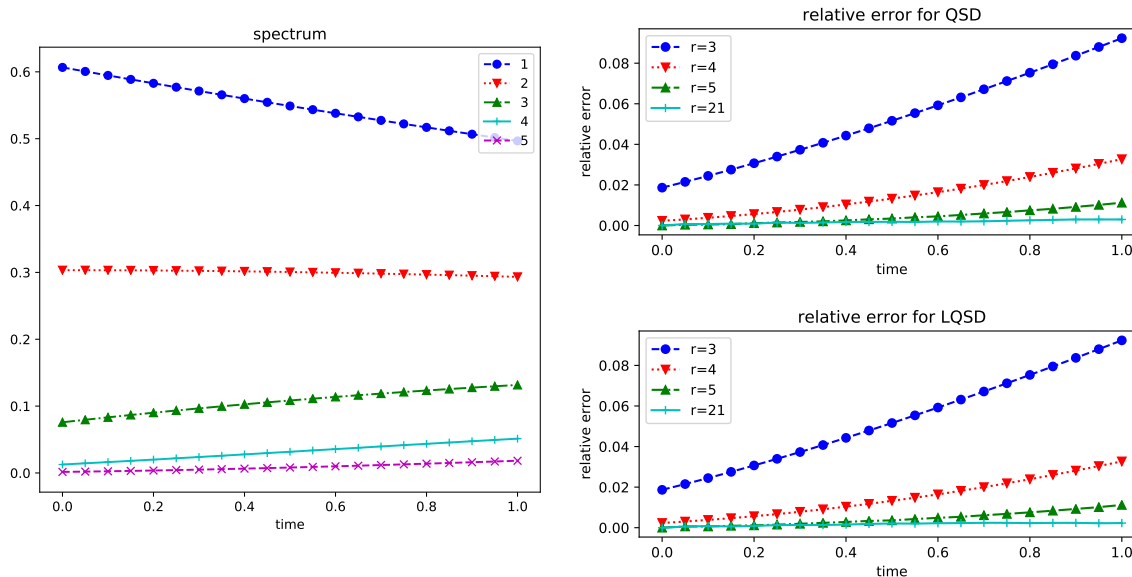 spectrum
0.6
0.5
0.4
0.3
0.2
0.1
0.0
1
2
3
4
5
0.0 0.2 0.4 0.6 0.8 1.0
time
relative error for QSD
relative error
0.08
0.06
0.04
0.02
0.00
r=3
r=4
r=5
r=21
0.0 0.2 0.4 0.6 0.8 1.0
time
relative error for LQSD
relative error
0.08
0.06
0.04
0.02
0.00
r=3
r=4
r=5
r=21
0.0 0.2 0.4 0.6 0.8 1.0
time